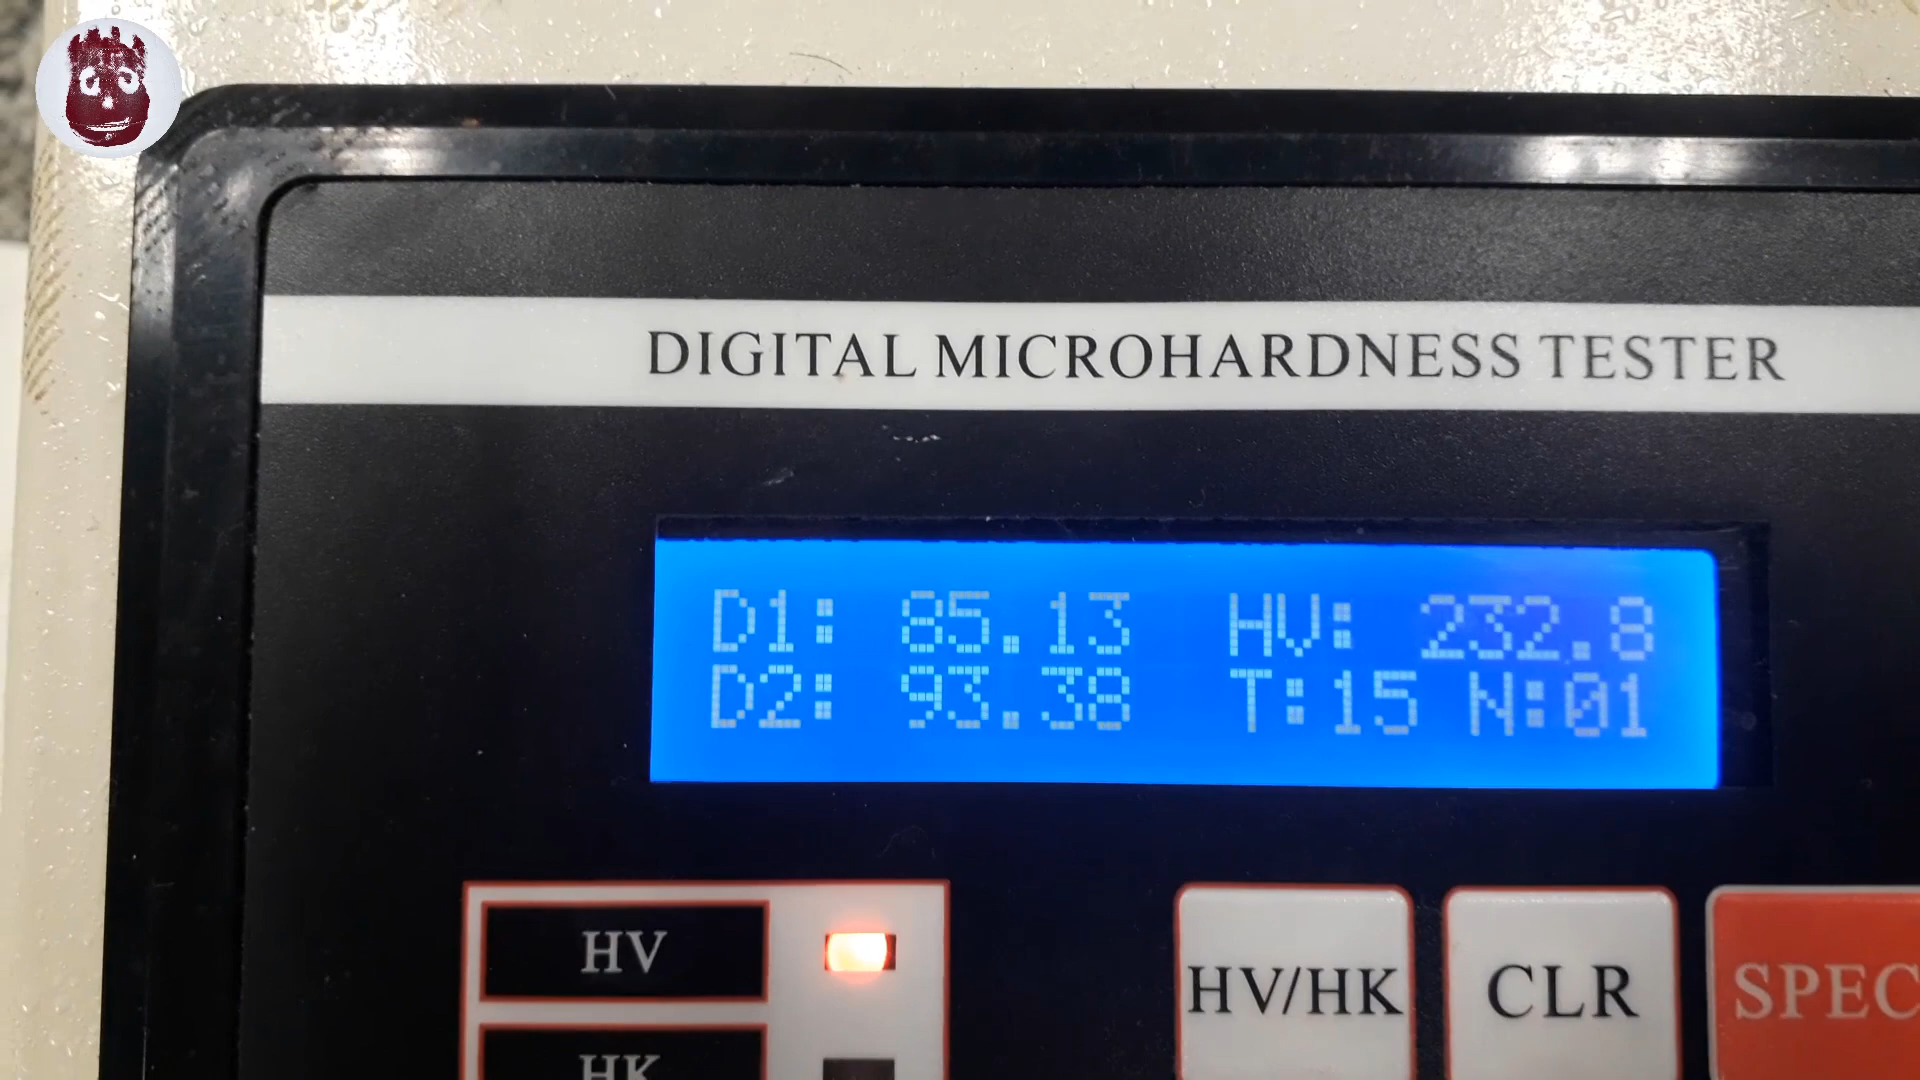 DIGITAL MICROHARDNESS TESTER
D1: 85.13 HV: 232.8
D2: 93.38 T:15 N:01
HV
HV/HK
CLR
SPEC
HK